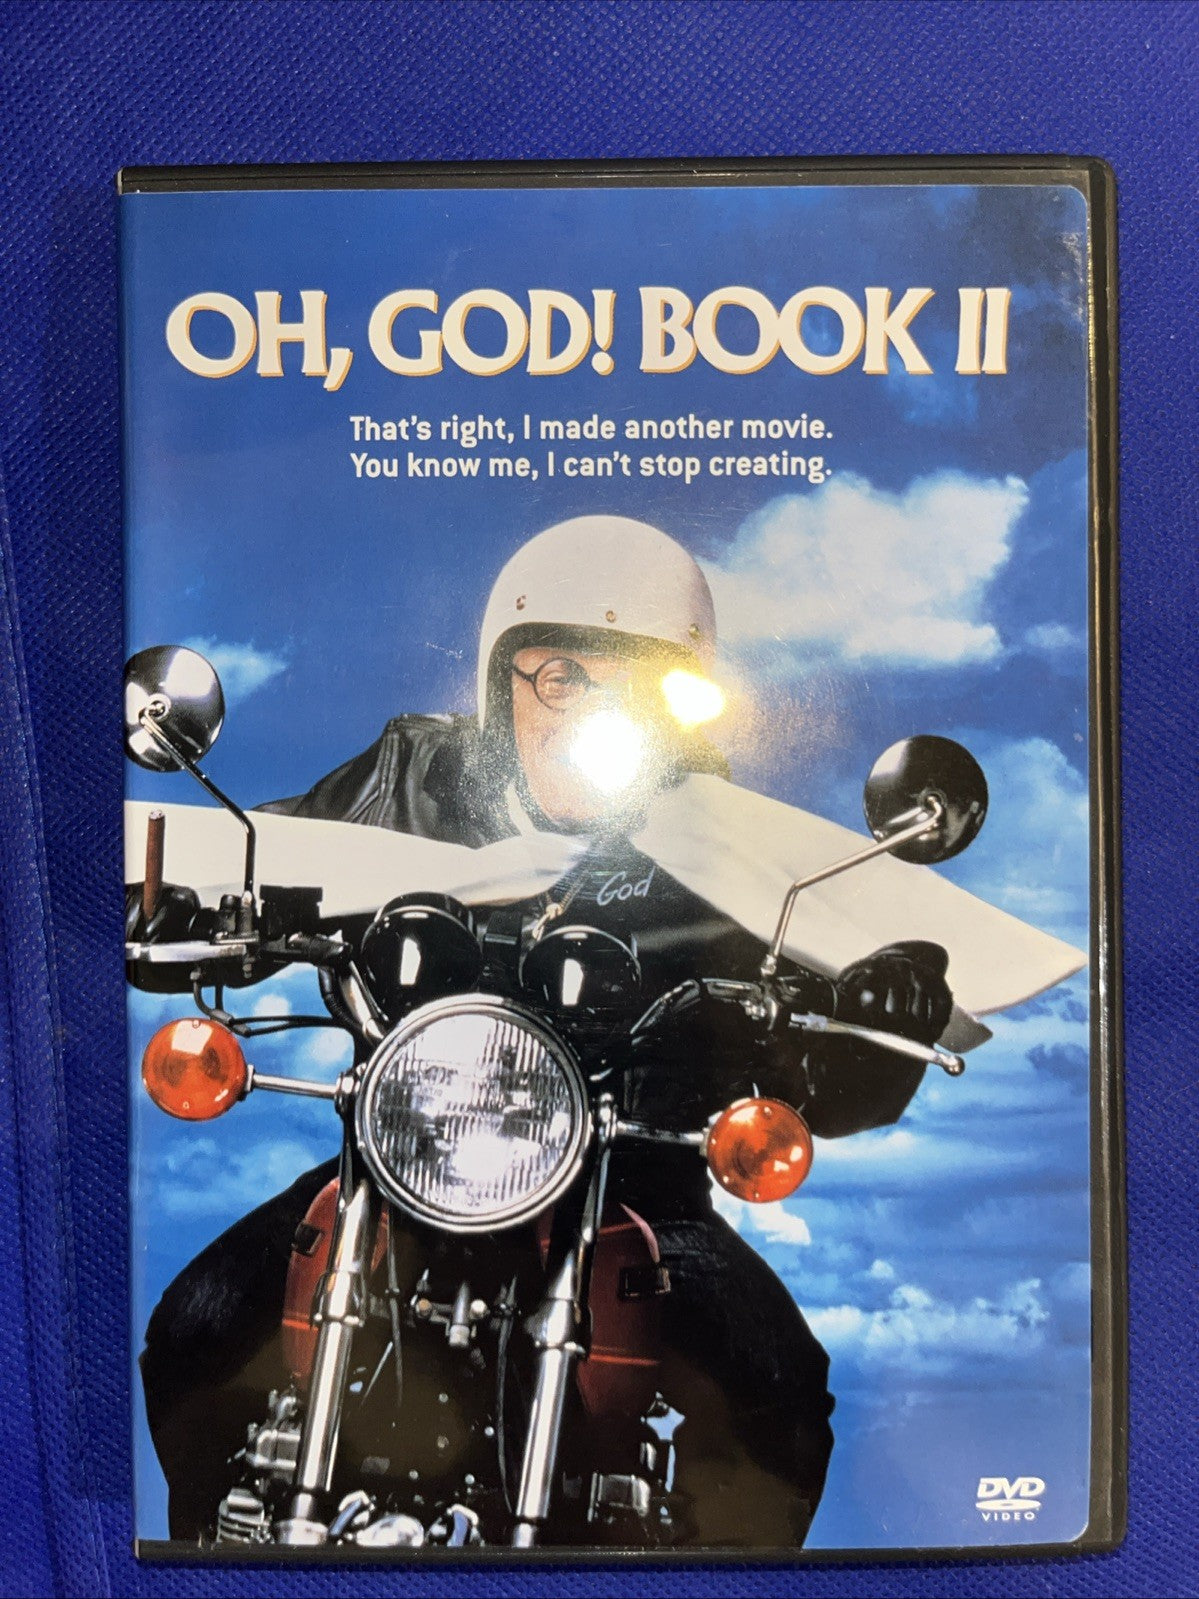 OH, GOD! BOOK II
That's right, I made another movie.
You know me, I can't stop creating.
God
DVD
VIDEO